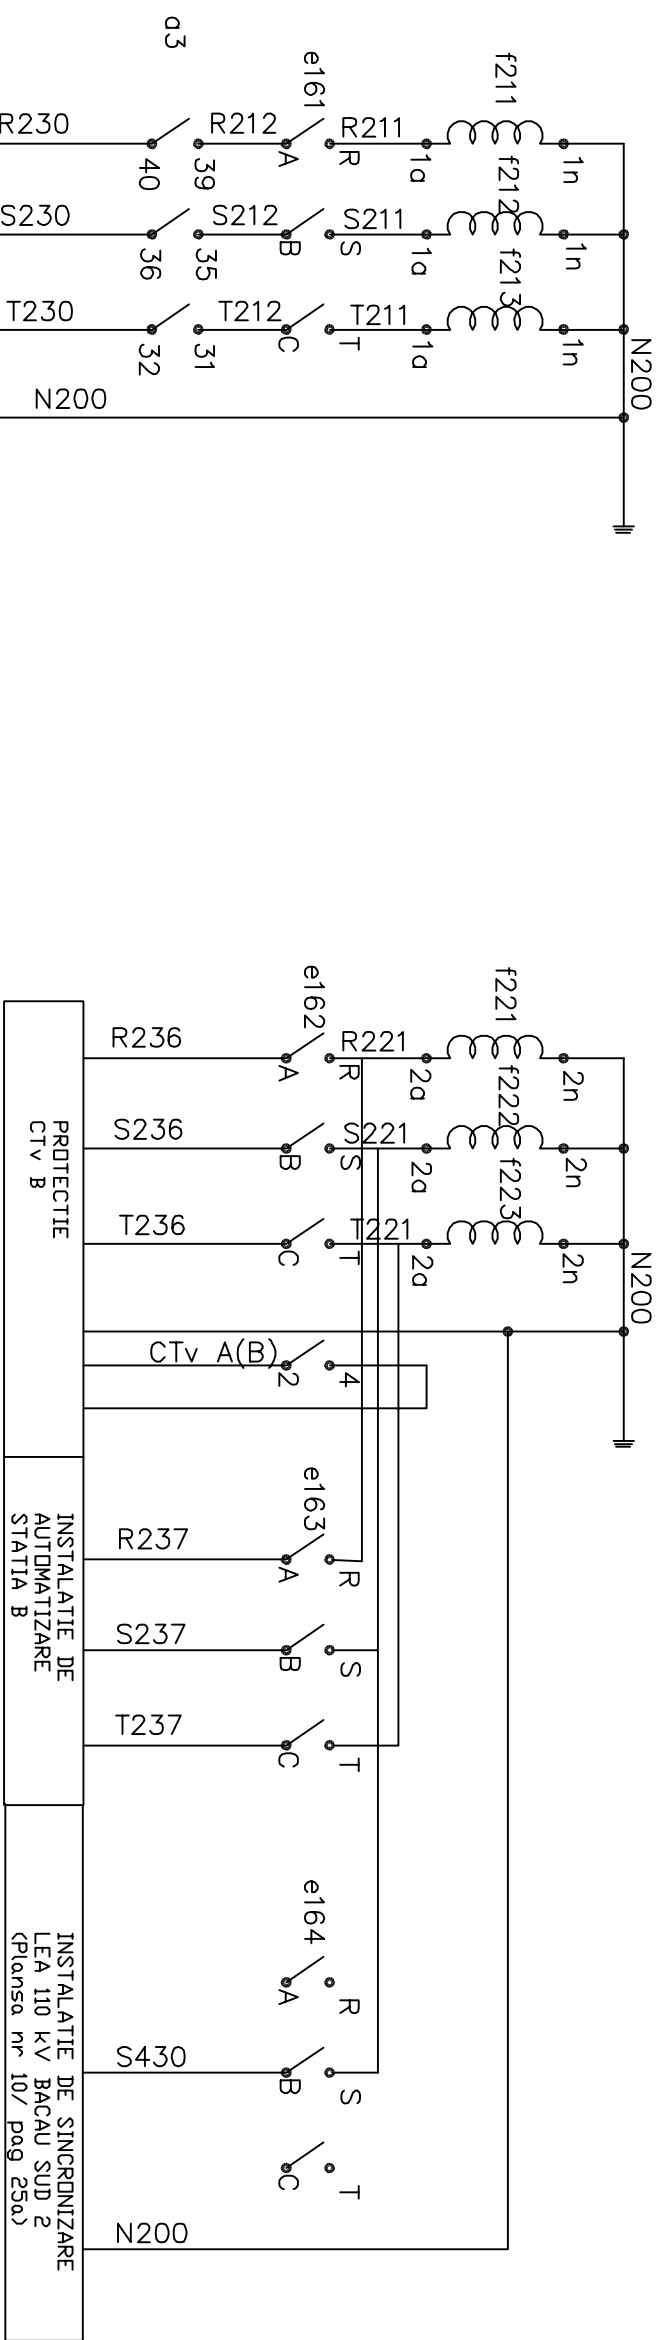 a3
e161
f211
R230
R212
R211
40
39
A
R
1a
1n
f212
S230
S212
S211
36
35
B
S
1a
1n
f213
T230
T212
T211
32
31
C
T
1a
1n
N200
N200
e162
f221
R236
R221
A
R
2a
2n
f222
S236
S221
B
S
2a
2n
f223
T236
T221
C
T
2a
2n
N200
PROTECTIE
CTv B
CTv A(B)
2
4
e163
R237
A
R
S237
B
S
T237
C
T
INSTALATIE DE
AUTOMATIZARE
STATIA B
e164
A
R
S430
B
S
C
T
N200
INSTALATIE DE SINCRONIZARE
LEA 110 kV BACAU SUD 2
(Plansa nr 10/ pag 25a)